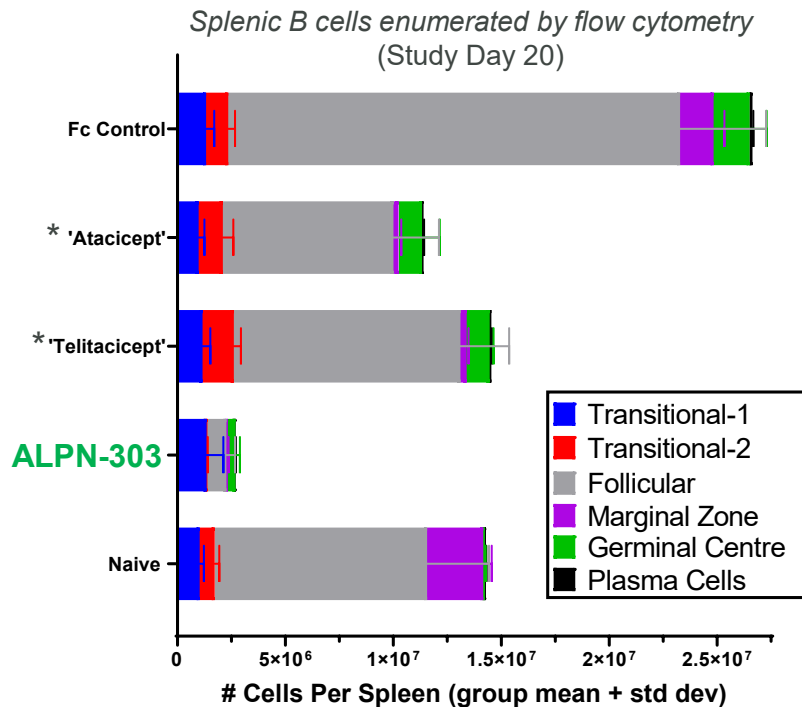 Splenic B cells enumerated by flow cytometry
(Study Day 20)
Fc Control
* 'Atacicept'
* 'Telitacicept'
ALPN-303
Naive
Transitional-1
Transitional-2
Follicular
Marginal Zone
Germinal Centre
Plasma Cells
0 5×10⁶ 1×10⁷ 1.5×10⁷ 2×10⁷ 2.5×10⁷
# Cells Per Spleen (group mean + std dev)